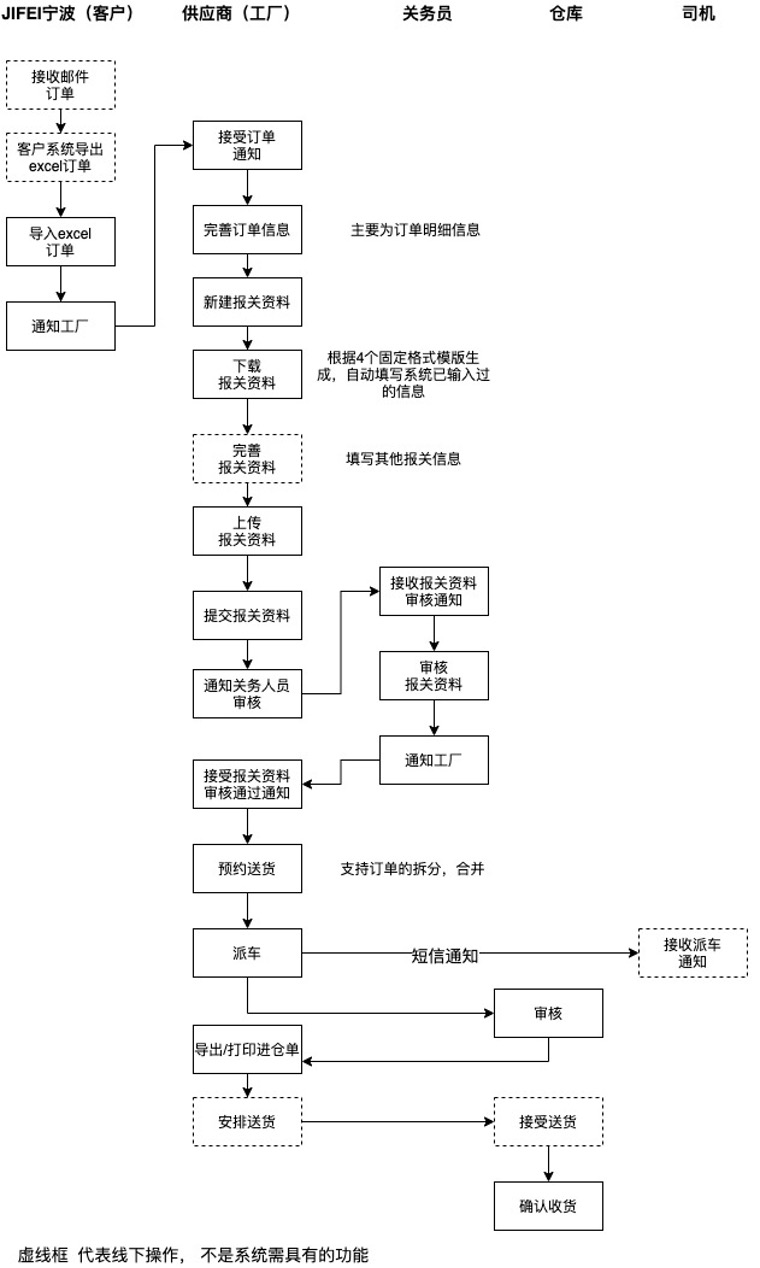 JIFEI宁波（客户）
供应商（工厂）
关务员
仓库
司机
接收邮件
订单
客户系统导出
excel订单
导入excel
订单
通知工厂
接受订单
通知
完善订单信息
主要为订单明细信息
新建报关资料
下载
报关资料
根据4个固定格式模版生
成，自动填写系统已输入过
的信息
完善
报关资料
填写其他报关信息
上传
报关资料
提交报关资料
通知关务人员
审核
接收报关资料
审核通知
审核
报关资料
通知工厂
接受报关资料
审核通过通知
预约送货
支持订单的拆分，合并
派车
短信通知
接收派车
通知
审核
导出/打印进仓单
安排送货
接受送货
确认收货
虚线框 代表线下操作， 不是系统需具有的功能